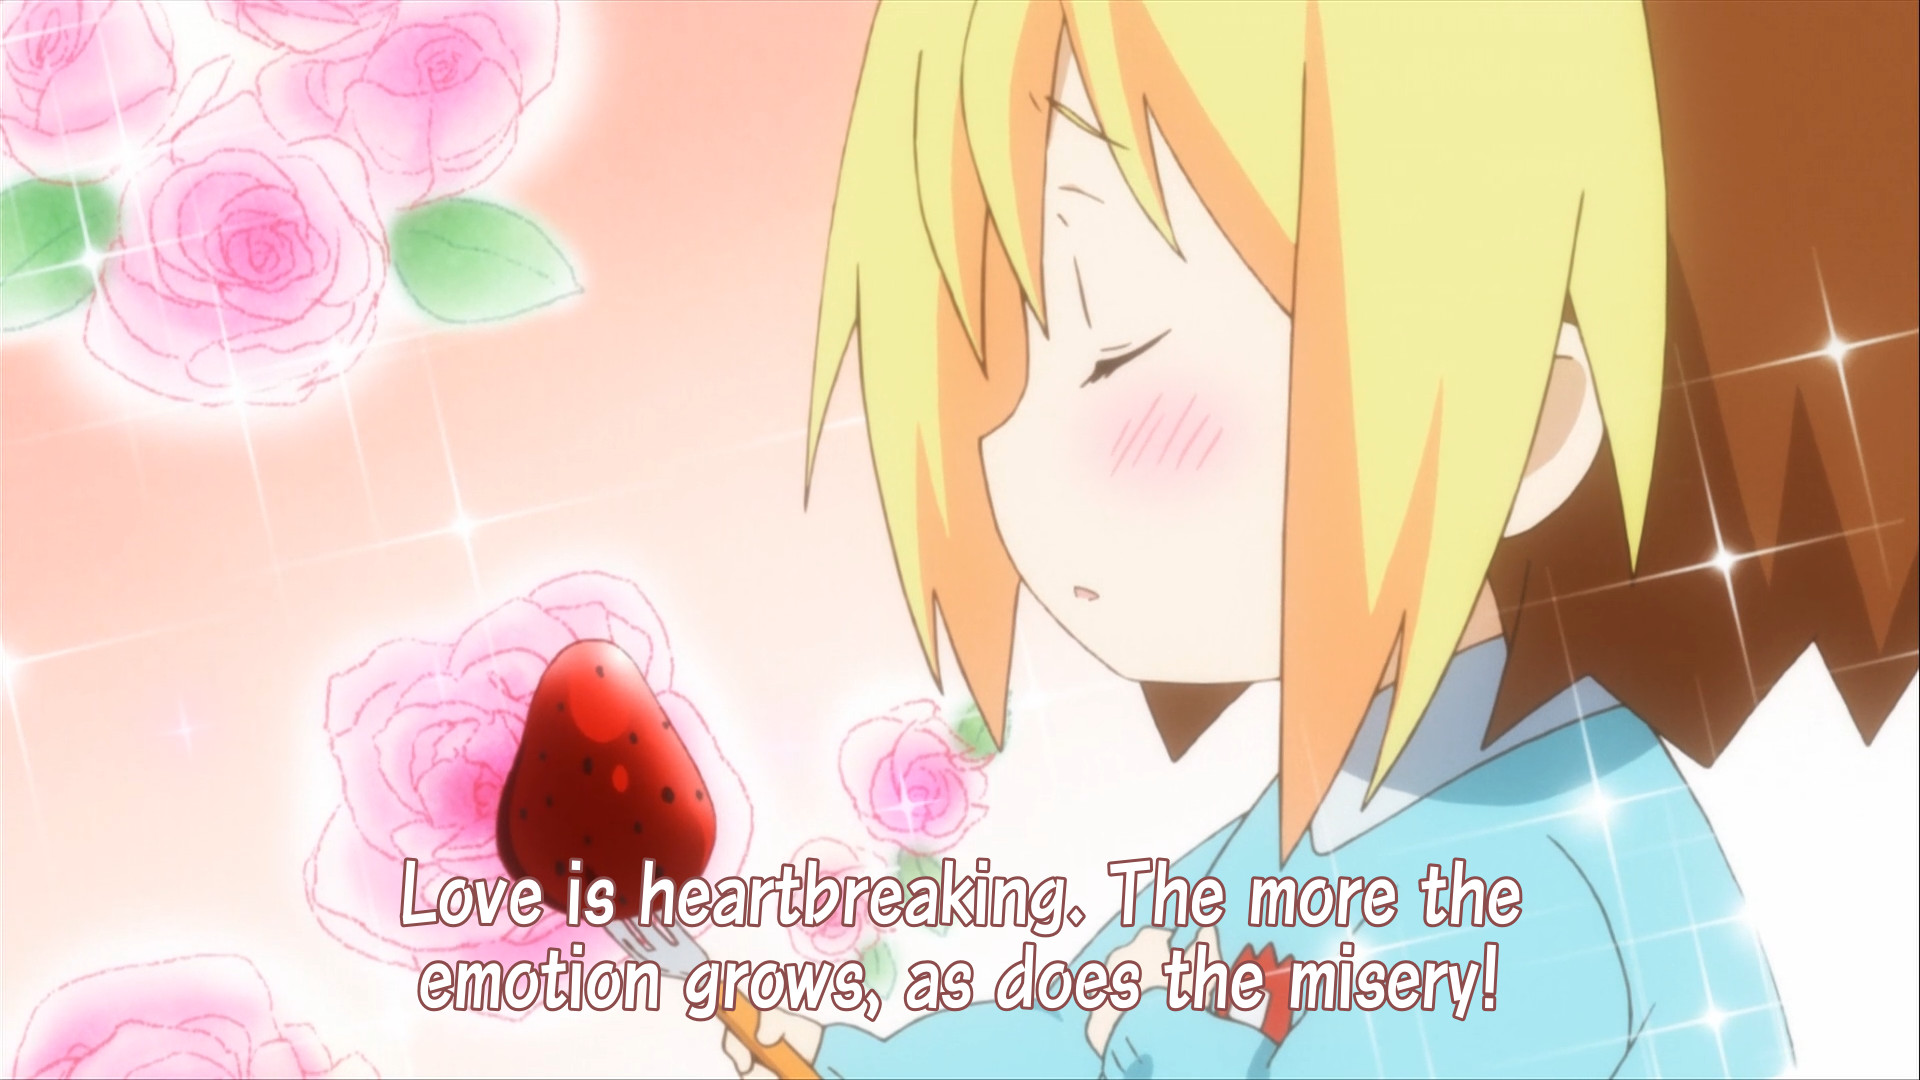 Love is heartbreaking. The more the
emotion grows, as does the misery!